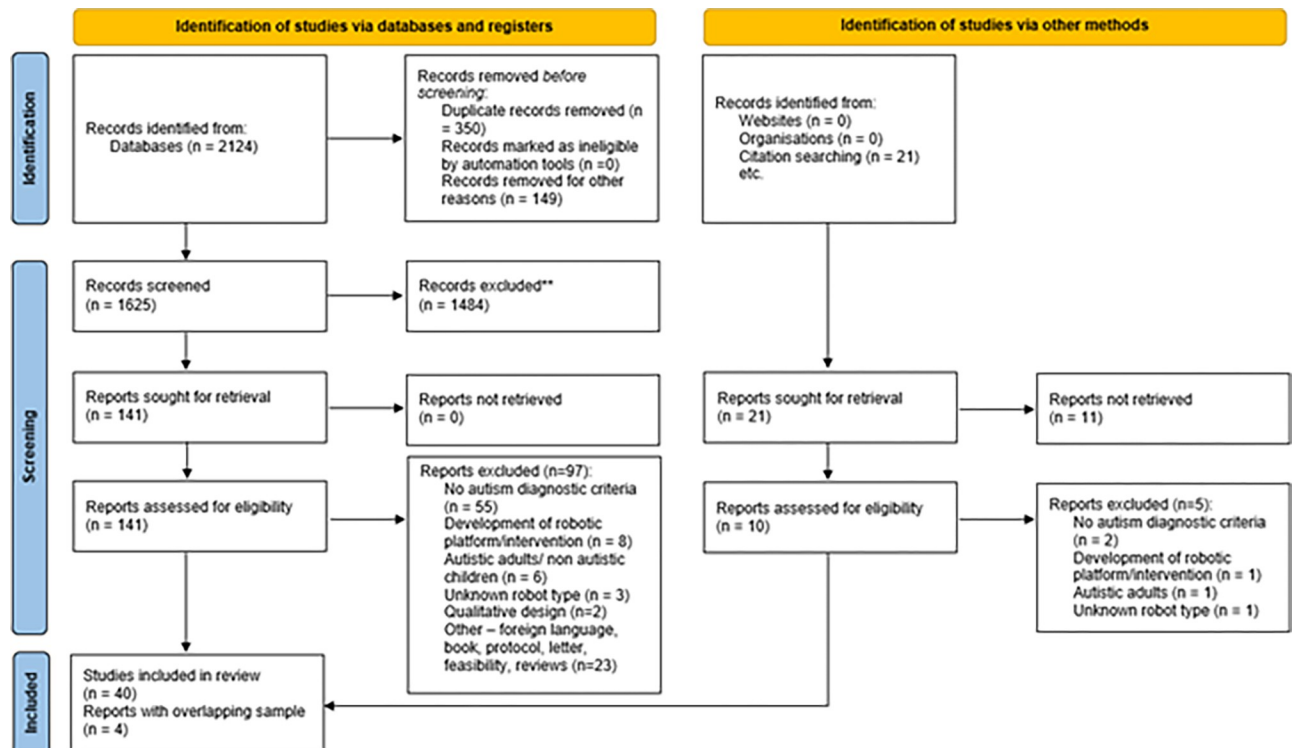 Identification of studies via databases and registers
Identification of studies via other methods
Identification
Records identified from:
Databases (n = 2124)
Records removed before
screening:
Duplicate records removed (n
= 350)
Records marked as ineligible
by automation tools (n =0)
Records removed for other
reasons (n = 149)
Records identified from:
Websites (n = 0)
Organisations (n = 0)
Citation searching (n = 21)
etc.
Screening
Records screened
(n = 1625)
Records excluded**
(n = 1484)
Reports sought for retrieval
(n = 141)
Reports not retrieved
(n = 0)
Reports sought for retrieval
(n = 21)
Reports not retrieved
(n = 11)
Reports assessed for eligibility
(n = 141)
Reports excluded (n=97):
No autism diagnostic criteria
(n = 55)
Development of robotic
platform/intervention (n = 8)
Autistic adults/ non autistic
children (n = 6)
Unknown robot type (n = 3)
Qualitative design (n=2)
Other – foreign language,
book, protocol, letter,
feasibility, reviews (n=23)
Reports assessed for eligibility
(n = 10)
Reports excluded (n=5):
No autism diagnostic criteria
(n = 2)
Development of robotic
platform/intervention (n = 1)
Autistic adults (n = 1)
Unknown robot type (n = 1)
Included
Studies included in review
(n = 40)
Reports with overlapping sample
(n = 4)